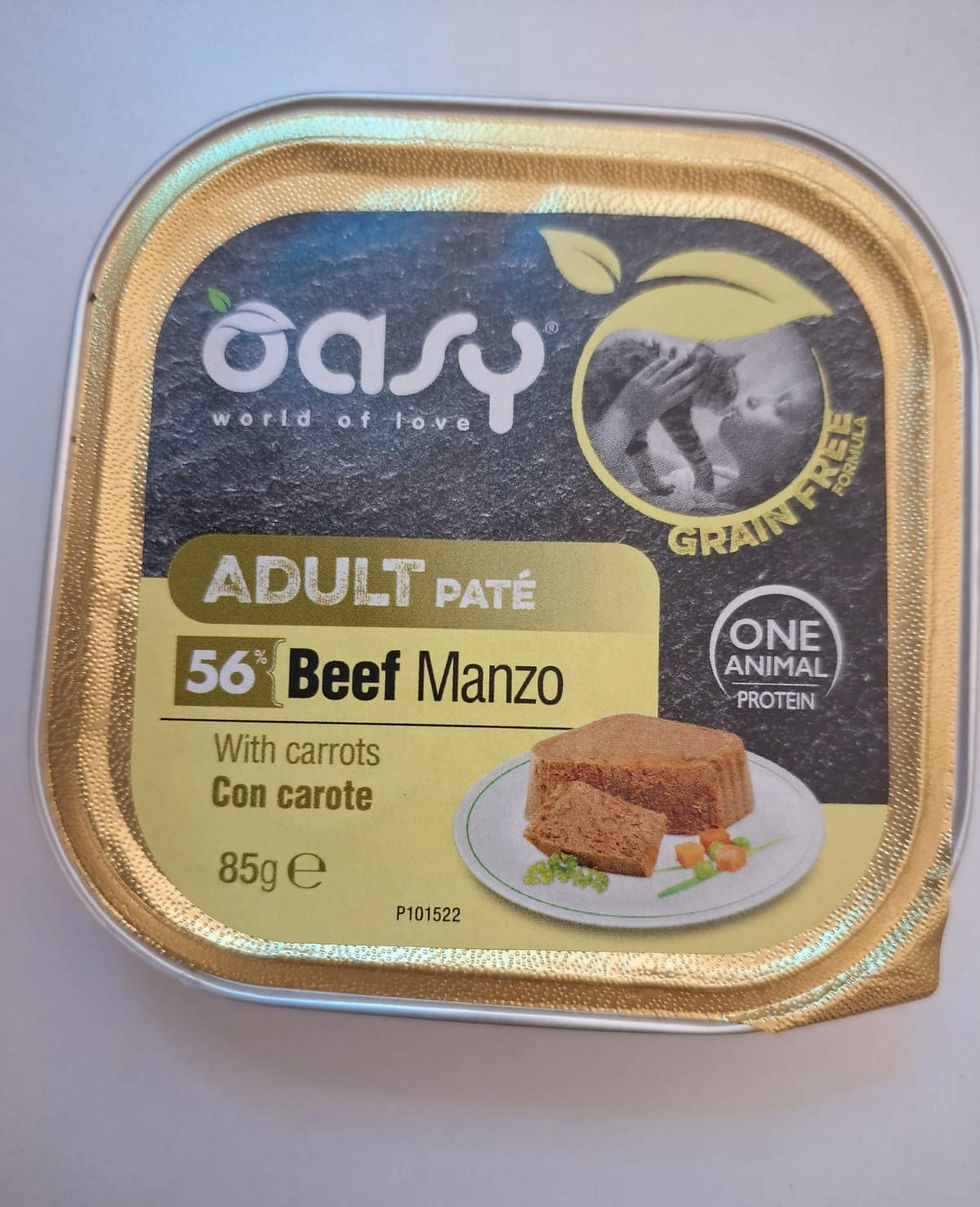 oasy®
world of love
GRAIN FREE
FORMULA
ADULT PATÉ
56% Beef Manzo
ONE
ANIMAL
PROTEIN
With carrots
Con carote
85g ℮
P101522